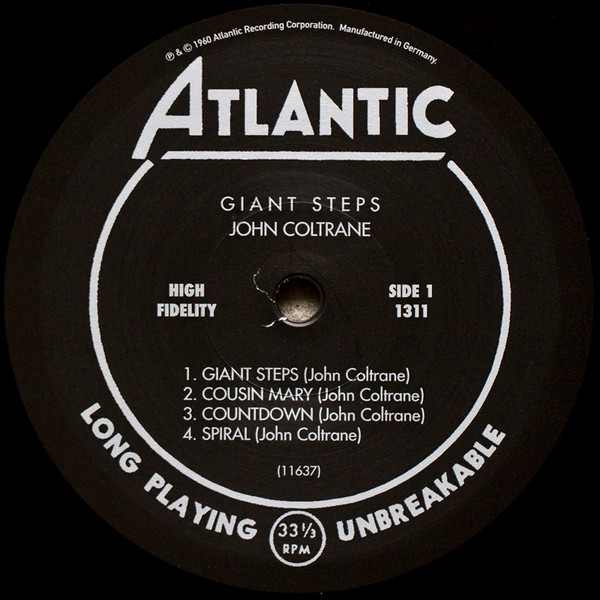 ℗ & © 1960 Atlantic Recording Corporation. Manufactured in Germany.
ATLANTIC
GIANT STEPS
JOHN COLTRANE
HIGH
FIDELITY
SIDE 1
1311
1. GIANT STEPS (John Coltrane)
2. COUSIN MARY (John Coltrane)
3. COUNTDOWN (John Coltrane)
4. SPIRAL (John Coltrane)
(11637)
LONG PLAYING
33 1/3
RPM
UNBREAKABLE